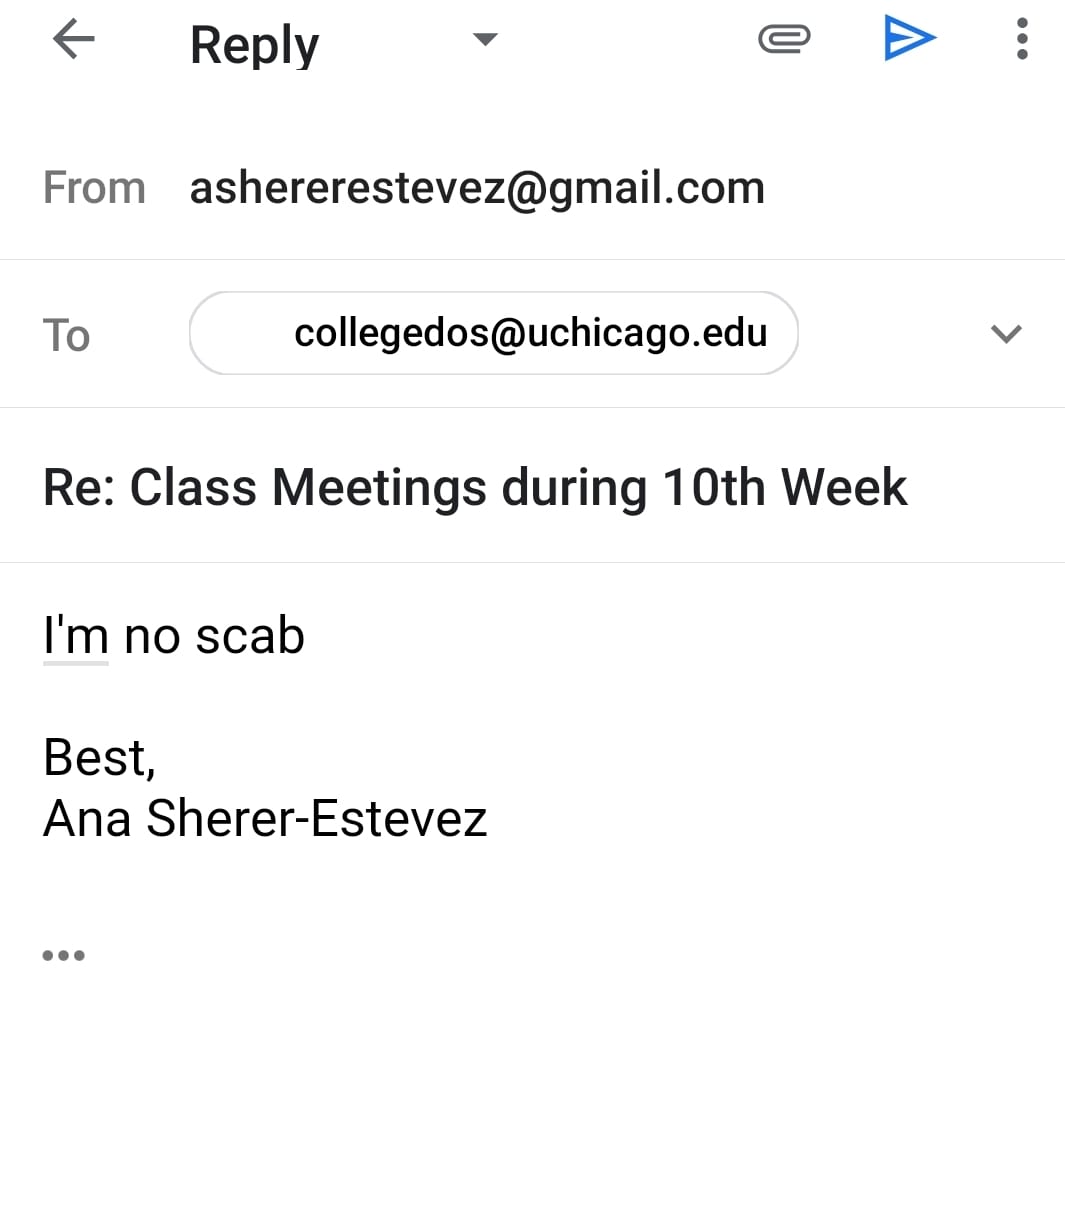 Reply
From ashererestevez@gmail.com
To collegedos@uchicago.edu
Re: Class Meetings during 10th Week
I'm no scab
Best,
Ana Sherer-Estevez